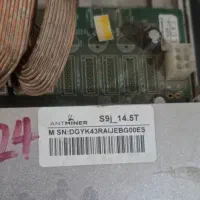 ANTMINER S9j_14.5T
M SN:DGYK43RAIJEBG00ES
24